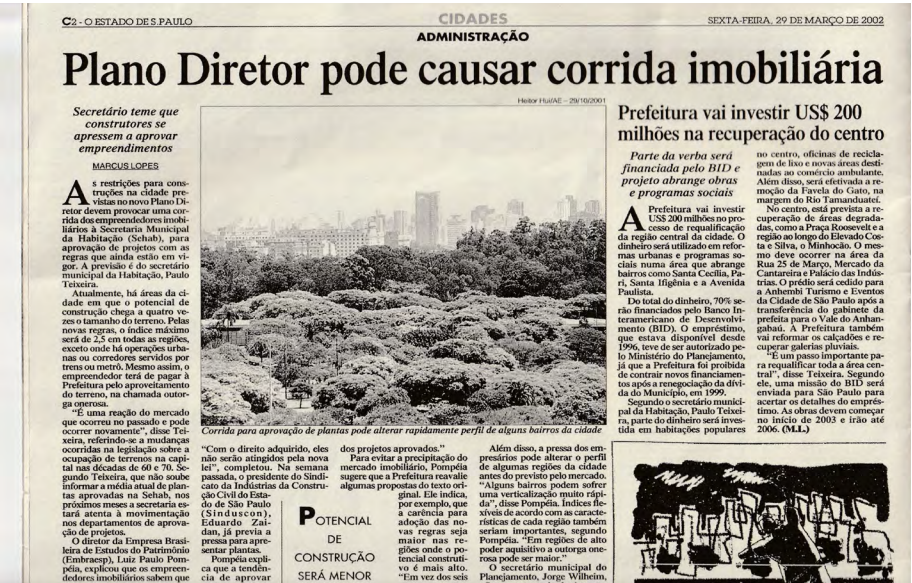 C2 - O ESTADO DE S.PAULO
CIDADES
SEXTA-FEIRA, 29 DE MARÇO DE 2002
ADMINISTRAÇÃO
Plano Diretor pode causar corrida imobiliária
Secretário teme que
construtores se
apressem a aprovar
empreendimentos
MARCUS LOPES
As restrições para cons-
truções na cidade pre-
vistas no novo Plano Di-
retor devem provocar uma cor-
rida dos empreendedores imobi-
liários à Secretaria Municipal
da Habitação (Sehab), para
aprovação de projetos com as
regras que ainda estão em vi-
gor. A previsão é do secretário
municipal da Habitação, Paulo
Teixeira.
Atualmente, há áreas da ci-
dade em que o potencial de
construção chega a quatro ve-
zes o tamanho do terreno. Pelas
novas regras, o índice máximo
será de 2,5 em todas as regiões,
exceto onde há operações urba-
nas ou corredores servidos por
trens ou metrô. Mesmo assim, o
empreendedor terá de pagar à
Prefeitura pelo aproveitamento
do terreno, na chamada outor-
ga onerosa.
"É uma reação do mercado
que ocorreu no passado e pode
ocorrer novamente", disse Tei-
xeira, referindo-se a mudanças
ocorridas na legislação sobre a
ocupação de terrenos na capi-
tal nas décadas de 60 e 70. Se-
gundo Teixeira, que não soube
informar a média atual de plan-
tas aprovadas na Sehab, nos
próximos meses a secretaria es-
tará atenta à movimentação
nos departamentos de aprova-
ção de projetos.
O diretor da Empresa Brasi-
leira de Estudos do Patrimônio
(Embraesp), Luiz Paulo Pom-
péia, explicou que os empreen-
dedores imobiliários sabem que
Heitor Hui/AE – 29/10/2001
Corrida para aprovação de plantas pode alterar rapidamente perfil de alguns bairros da cidade
"Com o direito adquirido, eles
não serão atingidos pela nova
lei", completou. Na semana
passada, o presidente do Sindi-
cato da Indústrias da Constru-
ção Civil do Esta-
do de São Paulo
(Sinduscon),
Eduardo Zai-
dan, já previa a
pressa para apre-
sentar plantas.
Pompéia expli-
ca que a tendên-
cia de aprovar
POTENCIAL
DE
CONSTRUÇÃO
SERÁ MENOR
dos projetos aprovados."
Para evitar a precipitação do
mercado imobiliário, Pompéia
sugere que a Prefeitura reavalie
algumas propostas do texto ori-
ginal. Ele indica,
por exemplo, que
a carência para
adoção das no-
vas regras seja
maior nas re-
giões onde o po-
tencial construti-
vo é mais alto.
"Em vez dos seis
Além disso, a pressa dos em-
presários pode alterar o perfil
de algumas regiões da cidade
antes do previsto pelo mercado.
"Alguns bairros podem sofrer
uma verticalização muito rápi-
da", disse Pompéia. Índices fle-
xíveis de acordo com as caracte-
rísticas de cada região também
seriam importantes, segundo
Pompéia. "Em regiões de alto
poder aquisitivo a outorga one-
rosa pode ser maior."
O secretário municipal do
Planejamento, Jorge Wilheim,
Prefeitura vai investir US$ 200
milhões na recuperação do centro
Parte da verba será
financiada pelo BID e
projeto abrange obras
e programas sociais
A Prefeitura vai investir
US$ 200 milhões no pro-
cesso de requalificação
da região central da cidade. O
dinheiro será utilizado em refor-
mas urbanas e programas so-
ciais numa área que abrange
bairros como Santa Cecília, Pa-
ri, Santa Ifigênia e a Avenida
Paulista.
Do total do dinheiro, 70% se-
rão financiados pelo Banco In-
teramericano de Desenvolvi-
mento (BID). O empréstimo,
que estava disponível desde
1996, teve de ser autorizado pe-
lo Ministério do Planejamento,
já que a Prefeitura foi proibida
de contrair novos financiamen-
tos após a renegociação da dívi-
da do Município, em 1999.
Segundo o secretário munici-
pal da Habitação, Paulo Teixei-
ra, parte do dinheiro será inves-
tida em habitações populares
no centro, oficinas de recicla-
gem de lixo e novas áreas desti-
nadas ao comércio ambulante.
Além disso, será efetivada a re-
moção da Favela do Gato, na
margem do Rio Tamanduateí.
No centro, está prevista a re-
cuperação de áreas degrada-
das, como a Praça Roosevelt e a
região ao longo do Elevado Cos-
ta e Silva, o Minhocão. O mes-
mo deve ocorrer na área da
Rua 25 de Março, Mercado da
Cantareira e Palácio das Indús-
trias. O prédio será cedido para
a Anhembi Turismo e Eventos
da Cidade de São Paulo após a
transferência do gabinete da
prefeita para o Vale do Anhan-
gabaú. A Prefeitura também
vai reformar os calçadões e re-
cuperar galerias pluviais.
"É um passo importante pa-
ra requalificar toda a área cen-
tral", disse Teixeira. Segundo
ele, uma missão do BID será
enviada para São Paulo para
acertar os detalhes do emprés-
timo. As obras devem começar
no início de 2003 e irão até
2006. (M.L.)